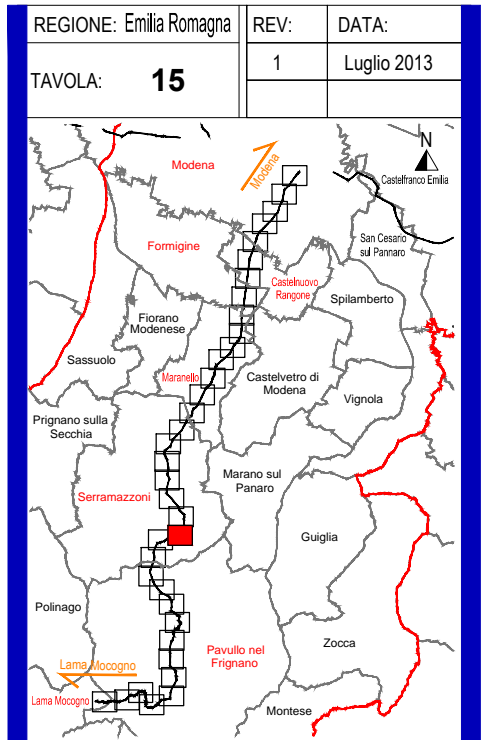 REGIONE: Emilia Romagna
REV:
DATA:
TAVOLA: 15
1
Luglio 2013
N
Modena
Modena
Castelfranco Emilia
San Cesario
sul Pannaro
Formigine
Castelnuovo
Rangone
Spilamberto
Fiorano
Modenese
Sassuolo
Maranello
Castelvetro di
Modena
Vignola
Prignano sulla
Secchia
Marano sul
Panaro
Serramazzoni
Guiglia
Polinago
Pavullo nel
Frignano
Zocca
Lama Mocogno
Lama Mocogno
Montese